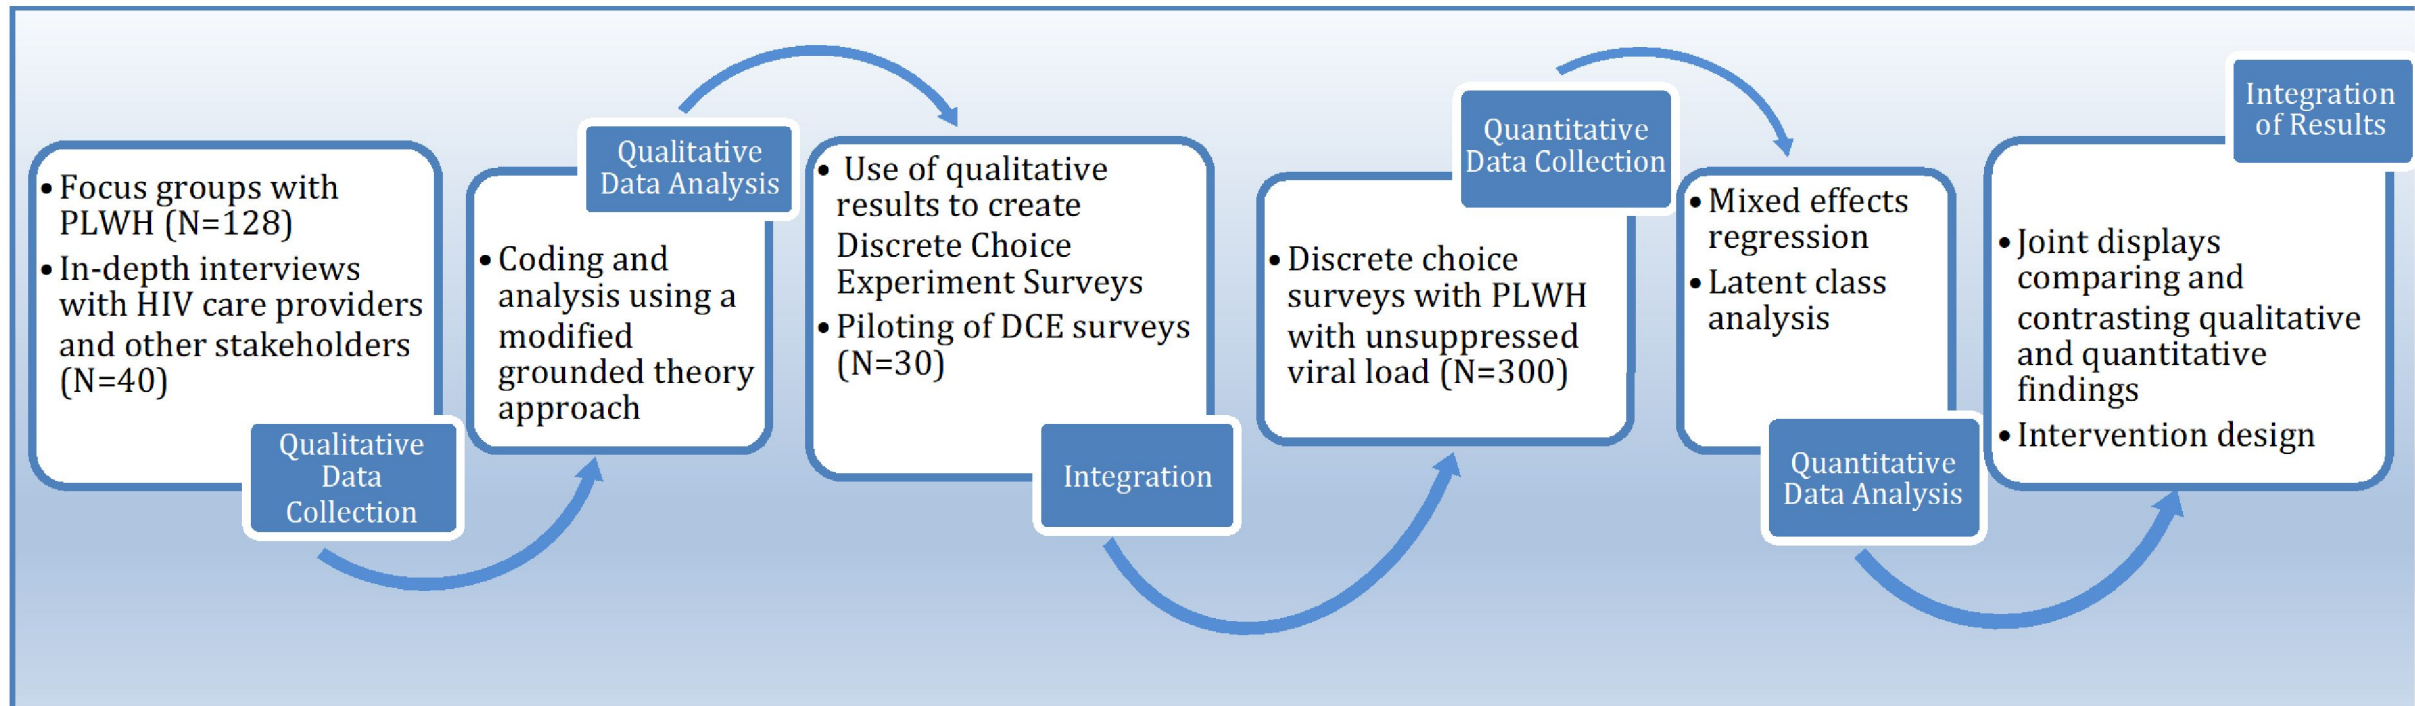 • Focus groups with
PLWH (N=128)
• In-depth interviews
with HIV care providers
and other stakeholders
(N=40)
Qualitative
Data
Collection
Qualitative
Data Analysis
• Coding and
analysis using a
modified
grounded theory
approach
• Use of qualitative
results to create
Discrete Choice
Experiment Surveys
• Piloting of DCE surveys
(N=30)
Integration
Quantitative
Data Collection
• Discrete choice
surveys with PLWH
with unsuppressed
viral load (N=300)
• Mixed effects
regression
• Latent class
analysis
Quantitative
Data Analysis
Integration
of Results
• Joint displays
comparing and
contrasting qualitative
and quantitative
findings
• Intervention design